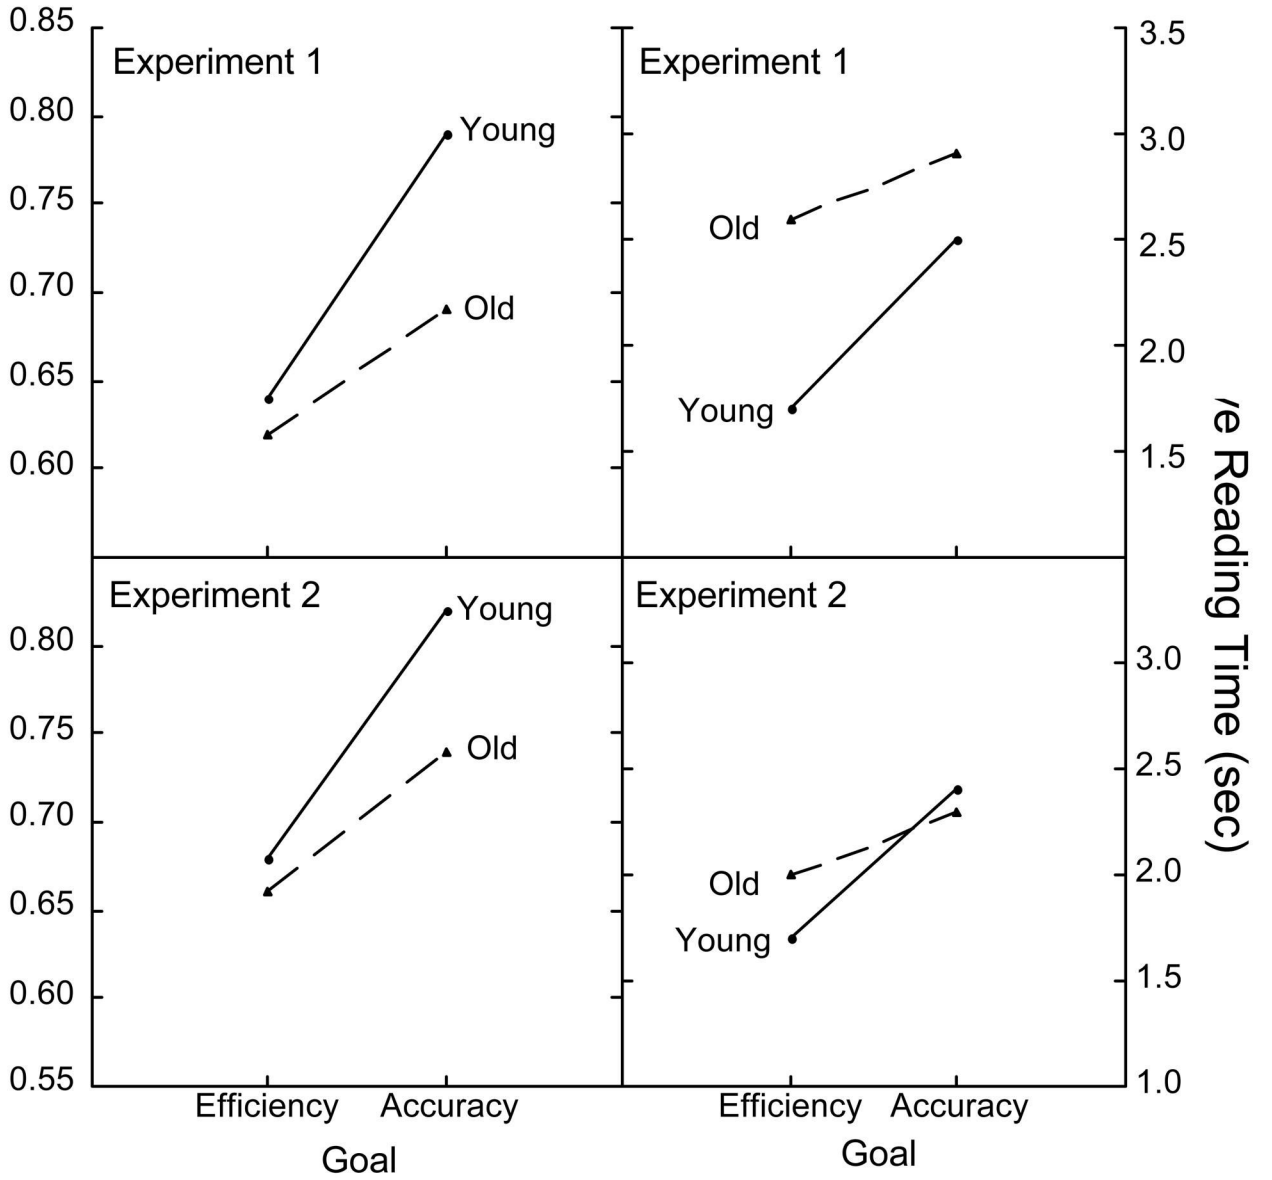 0.85
Experiment 1
0.80
Young
0.75
0.70
Old
0.65
0.60
Experiment 1
3.5
3.0
Old
2.5
2.0
Young
1.5
Experiment 2
Young
0.80
0.75
Old
0.70
0.65
0.60
0.55
Efficiency Accuracy
Goal
Experiment 2
3.0
2.5
Old
2.0
Young
1.5
1.0
Efficiency Accuracy
Goal
Reading Time (sec)